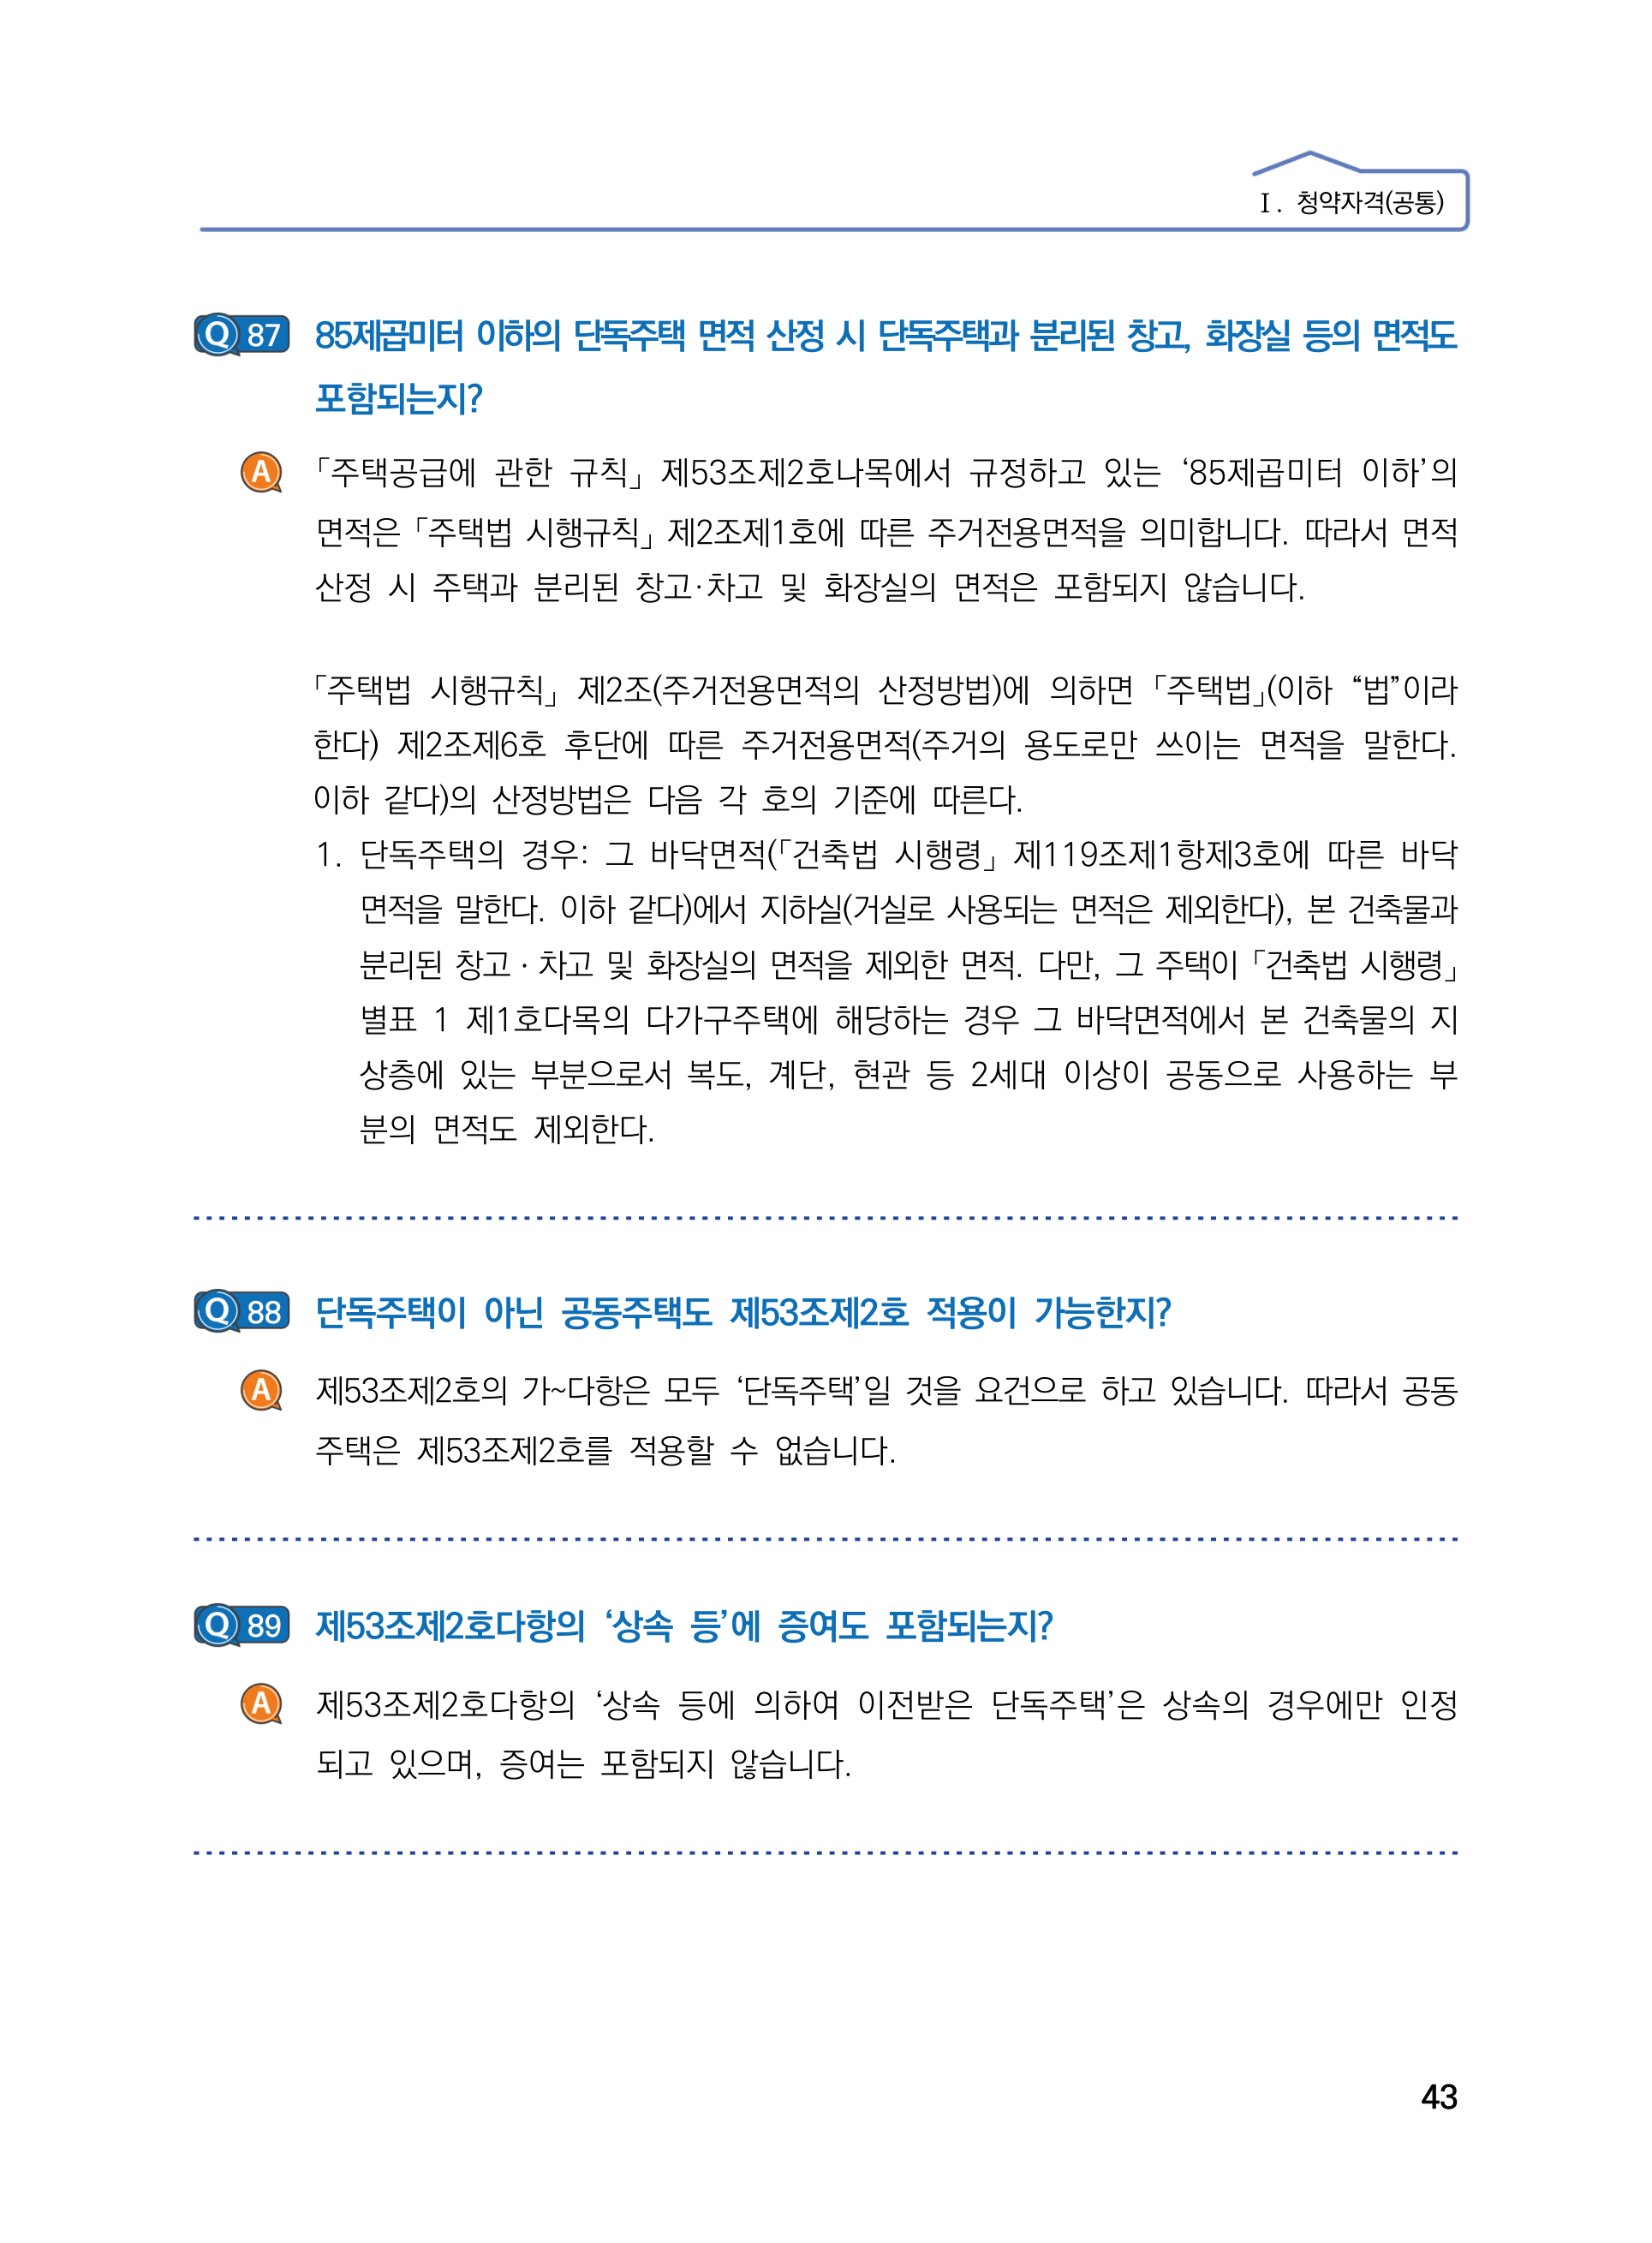 Ⅰ. 청약자격(공통)
Q 87 85제곱미터 이하의 단독주택 면적 산정 시 단독주택과 분리된 창고, 화장실 등의 면적도
포함되는지?
A 「주택공급에 관한 규칙」 제53조제2호나목에서 규정하고 있는 ‘85제곱미터 이하’의
면적은 「주택법 시행규칙」 제2조제1호에 따른 주거전용면적을 의미합니다. 따라서 면적
산정 시 주택과 분리된 창고·차고 및 화장실의 면적은 포함되지 않습니다.
「주택법 시행규칙」 제2조(주거전용면적의 산정방법)에 의하면 「주택법」(이하 “법”이라
한다) 제2조제6호 후단에 따른 주거전용면적(주거의 용도로만 쓰이는 면적을 말한다.
이하 같다)의 산정방법은 다음 각 호의 기준에 따른다.
1. 단독주택의 경우: 그 바닥면적(「건축법 시행령」 제119조제1항제3호에 따른 바닥
면적을 말한다. 이하 같다)에서 지하실(거실로 사용되는 면적은 제외한다), 본 건축물과
분리된 창고 · 차고 및 화장실의 면적을 제외한 면적. 다만, 그 주택이 「건축법 시행령」
별표 1 제1호다목의 다가구주택에 해당하는 경우 그 바닥면적에서 본 건축물의 지
상층에 있는 부분으로서 복도, 계단, 현관 등 2세대 이상이 공동으로 사용하는 부
분의 면적도 제외한다.
Q 88 단독주택이 아닌 공동주택도 제53조제2호 적용이 가능한지?
A 제53조제2호의 가~다항은 모두 ‘단독주택’일 것을 요건으로 하고 있습니다. 따라서 공동
주택은 제53조제2호를 적용할 수 없습니다.
Q 89 제53조제2호다항의 ‘상속 등’에 증여도 포함되는지?
A 제53조제2호다항의 ‘상속 등에 의하여 이전받은 단독주택’은 상속의 경우에만 인정
되고 있으며, 증여는 포함되지 않습니다.
43